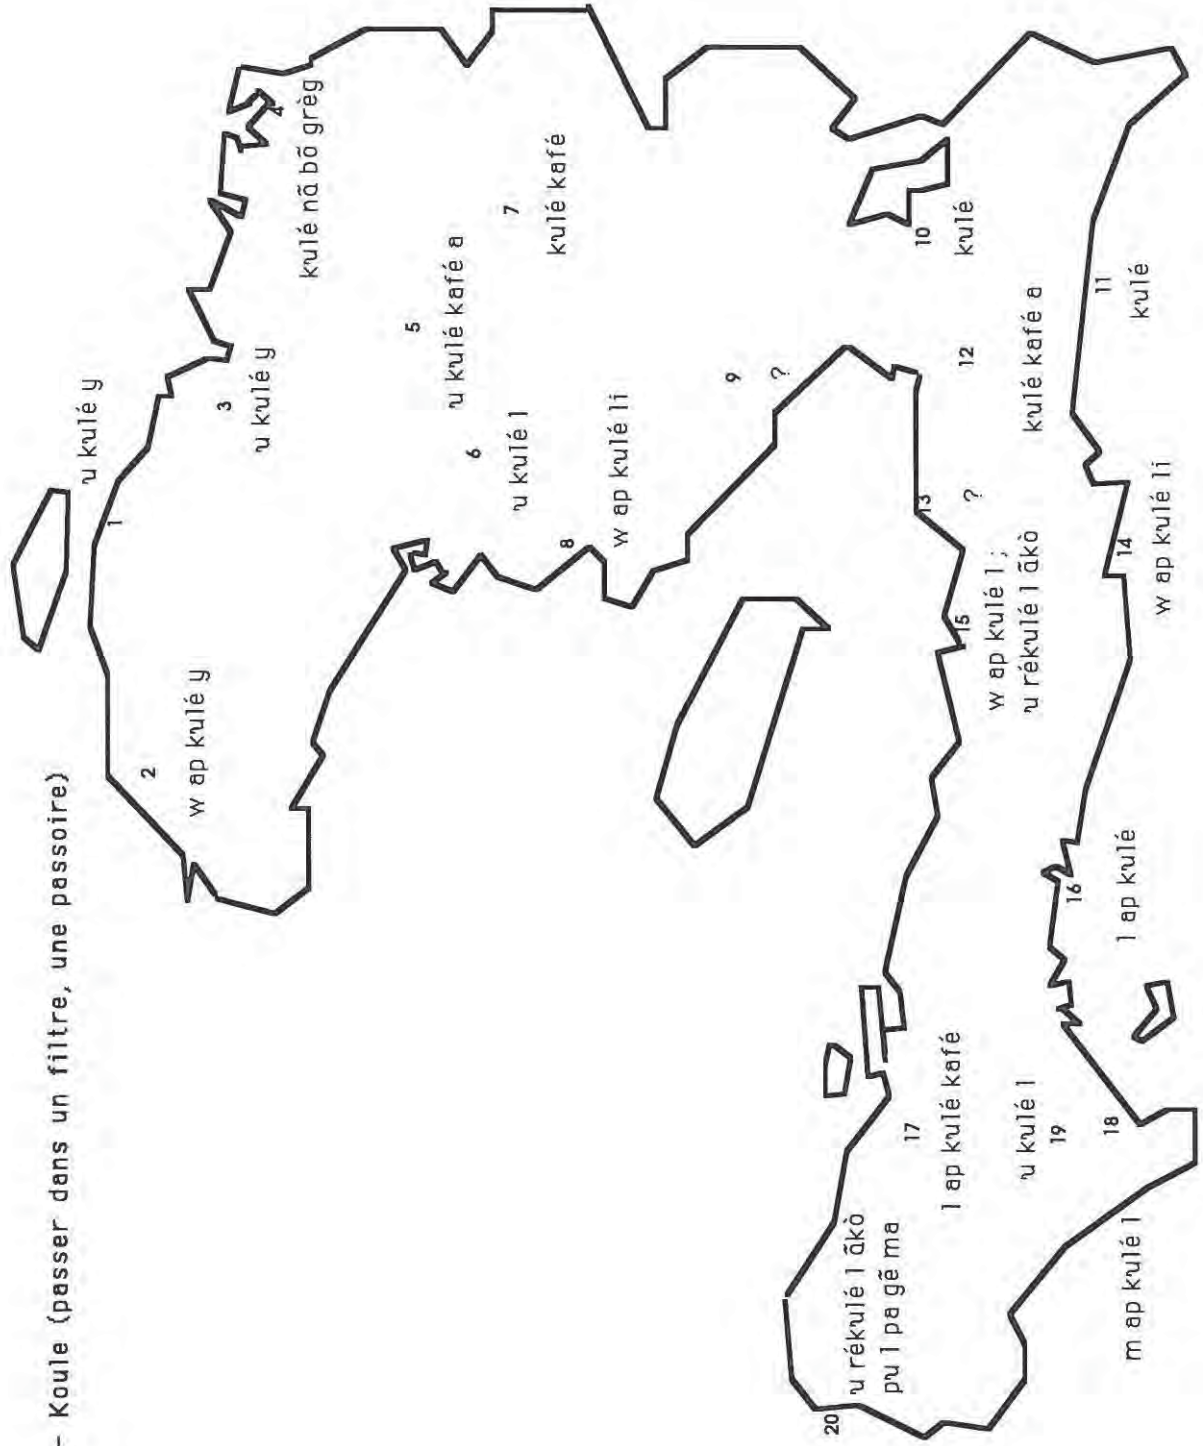 - Koule (passer dans un filtre, une passoire)
1
u kulé y
2
w ap kulé y
3
u kulé y
4
kulé nã bõ grèg
5
u kulé kafé a
6
u kulé l
7
kulé kafé
8
w ap kulé li
9
?
10
kulé
11
kulé
12
kulé kafé a
13
?
14
w ap kulé li
15
w ap kulé l ;
u rékulé l ãkò
16
l ap kulé
17
l ap kulé kafé
18
m ap kulé l
19
u kulé l
20
u rékulé l ãkò
pu l pa gẽ ma